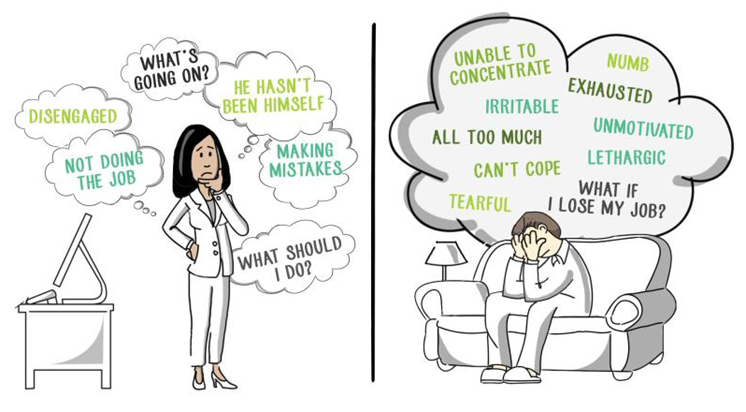 WHAT'S
GOING ON?
HE HASN'T
BEEN HIMSELF
DISENGAGED
NOT DOING
THE JOB
MAKING
MISTAKES
WHAT SHOULD
I DO?
UNABLE TO
CONCENTRATE
NUMB
EXHAUSTED
IRRITABLE
UNMOTIVATED
ALL TOO MUCH
LETHARGIC
CAN'T COPE
WHAT IF
I LOSE MY JOB?
TEARFUL